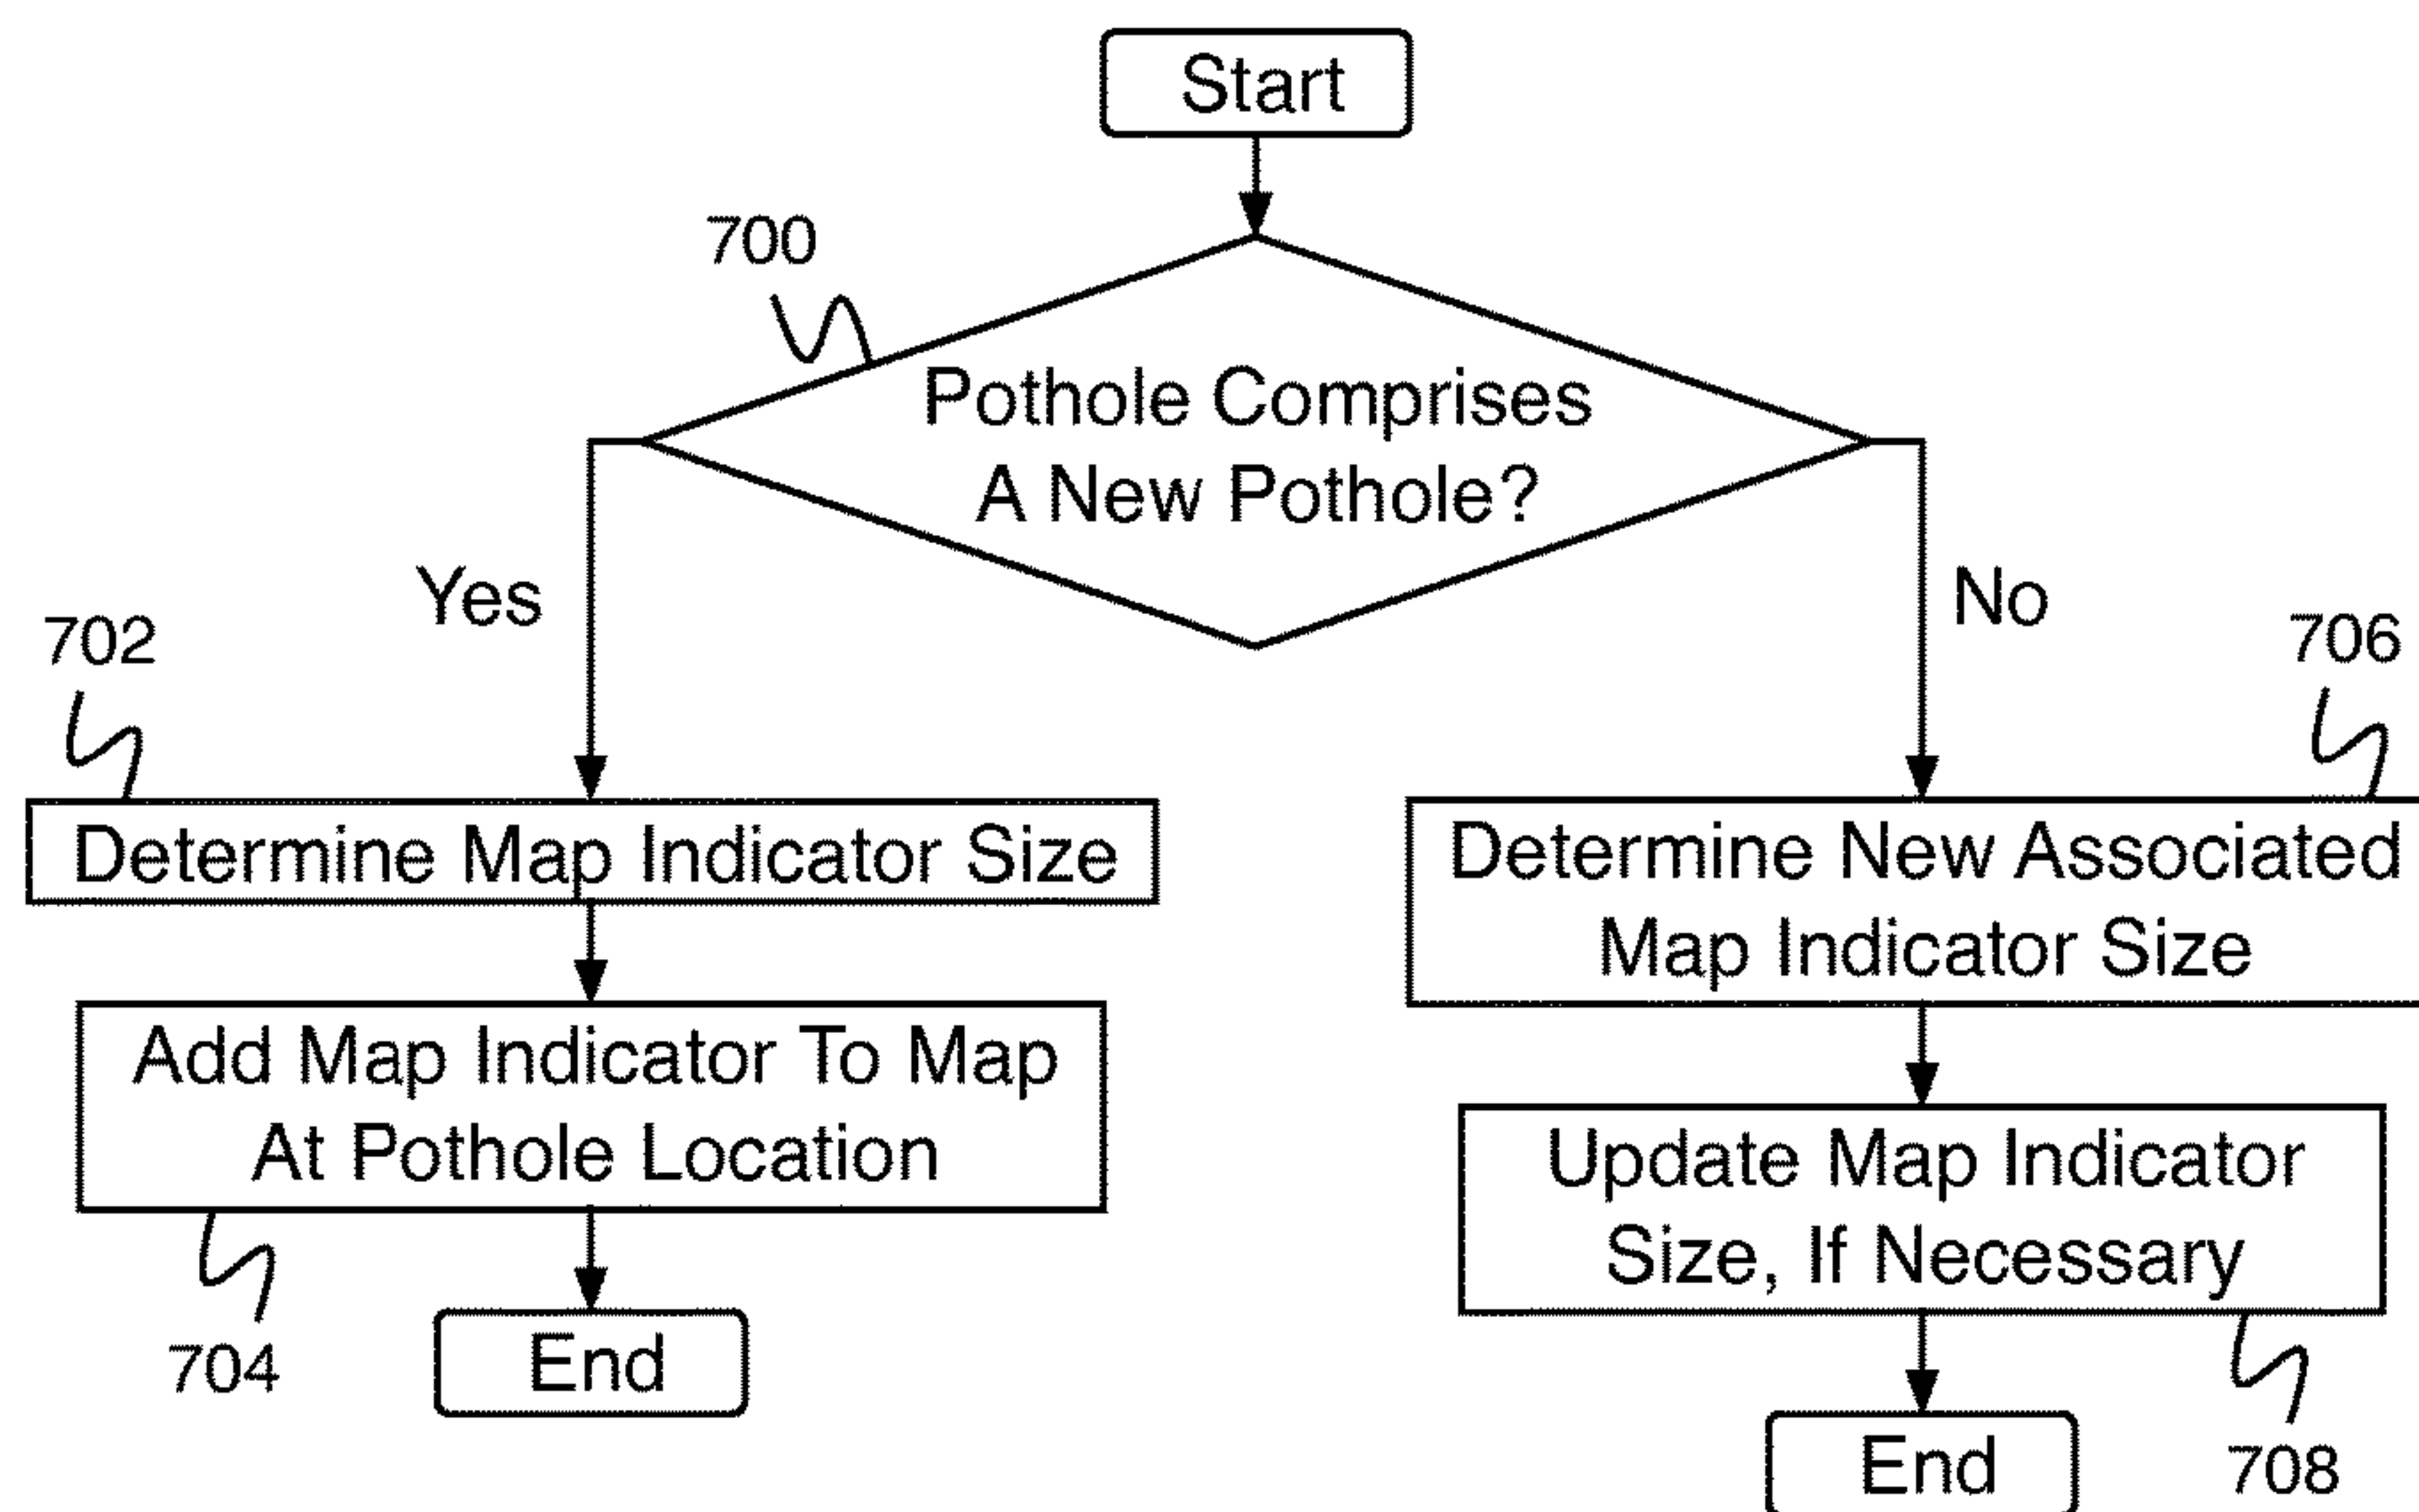 Start
700
Pothole Comprises
A New Pothole?
Yes
No
702
706
Determine Map Indicator Size
Determine New Associated
Map Indicator Size
Add Map Indicator To Map
At Pothole Location
Update Map Indicator
Size, If Necessary
704
End
End
708